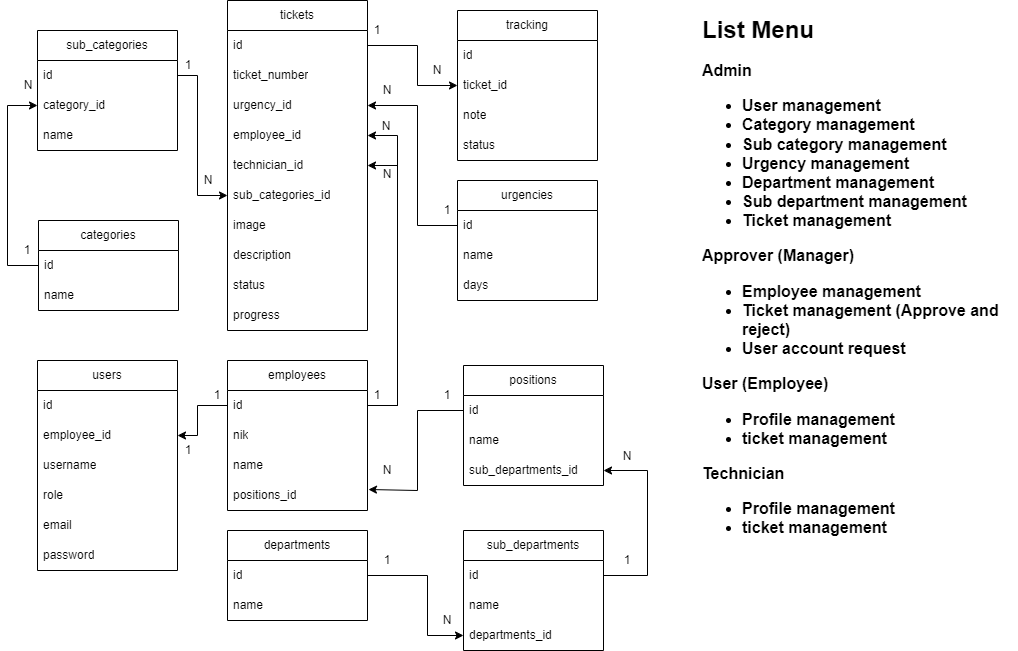 sub_categories
id
category_id
name
1
N
categories
id
name
1
N
tickets
id
ticket_number
urgency_id
employee_id
technician_id
sub_categories_id
image
description
status
progress
1
N
N
N
N
tracking
id
ticket_id
note
status
urgencies
id
name
days
1
users
id
employee_id
username
role
email
password
1
1
employees
id
nik
name
positions_id
1
N
1
positions
id
name
sub_departments_id
N
departments
id
name
1
N
sub_departments
id
name
departments_id
1
List Menu
Admin
• User management
• Category management
• Sub category management
• Urgency management
• Department management
• Sub department management
• Ticket management
Approver (Manager)
• Employee management
• Ticket management (Approve and
reject)
• User account request
User (Employee)
• Profile management
• ticket management
Technician
• Profile management
• ticket management